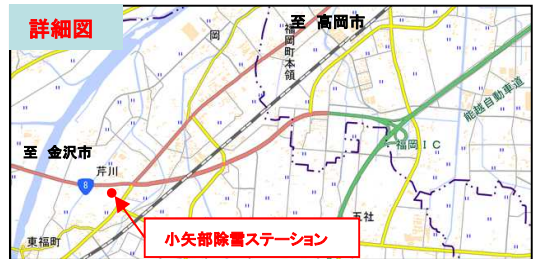 詳細図
至 高岡市
岡
福岡町本領
能越自動車道
福岡IC
至 金沢市
芹川
8
五社
小矢部除雪ステーション
東福町